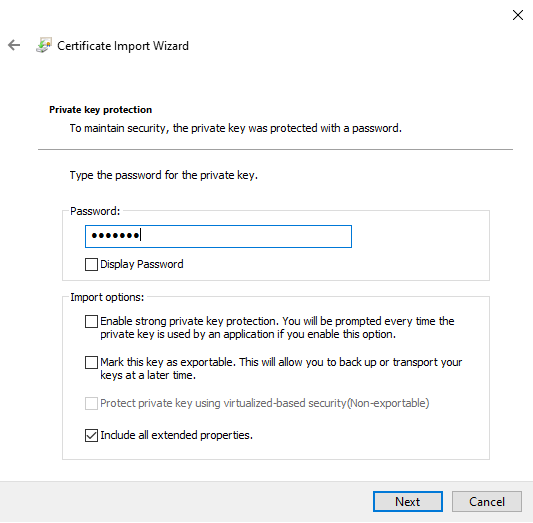 Certificate Import Wizard
Private key protection
To maintain security, the private key was protected with a password.
Type the password for the private key.
Password:
●●●●●●●
Display Password
Import options:
Enable strong private key protection. You will be prompted every time the
private key is used by an application if you enable this option.
Mark this key as exportable. This will allow you to back up or transport your
keys at a later time.
Protect private key using virtualized-based security(Non-exportable)
Include all extended properties.
Next
Cancel